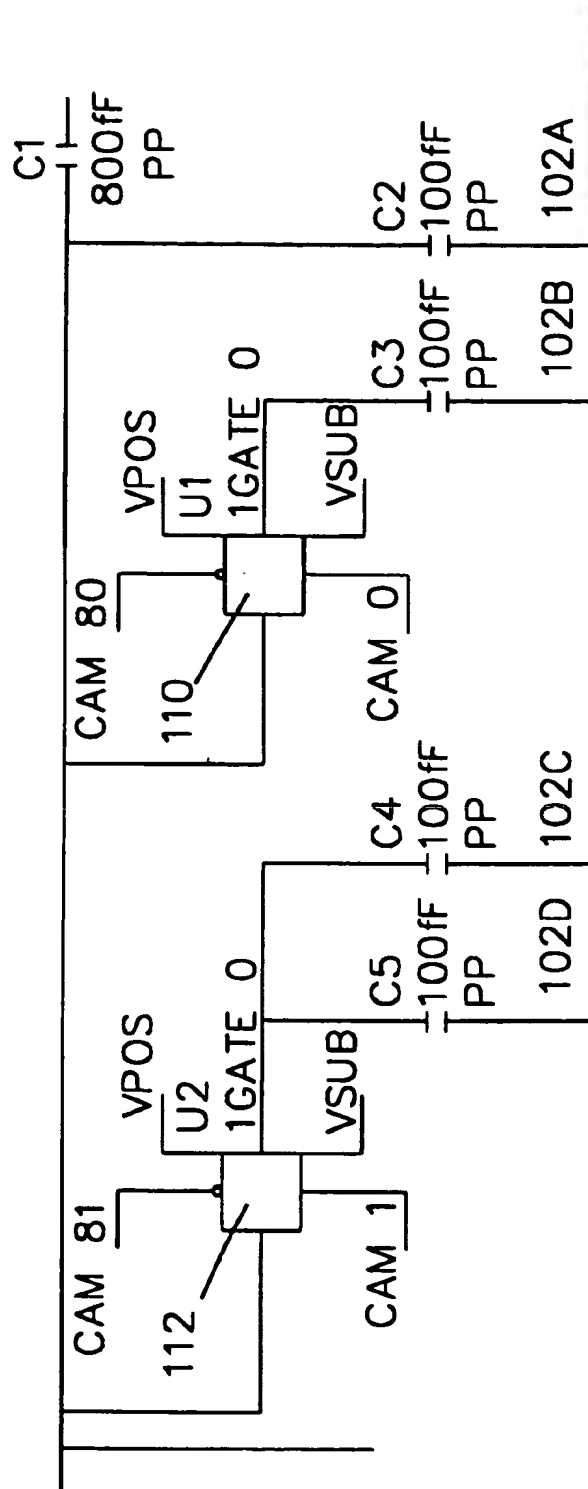 C1
800fF
PP
C2
100fF
PP
102A
C3
100fF
PP
102B
VPOS
U1
1GATE 0
VSUB
CAM 80
110
CAM 0
C4
100fF
PP
102C
C5
100fF
PP
102D
VPOS
U2
1GATE 0
VSUB
CAM 81
112
CAM 1